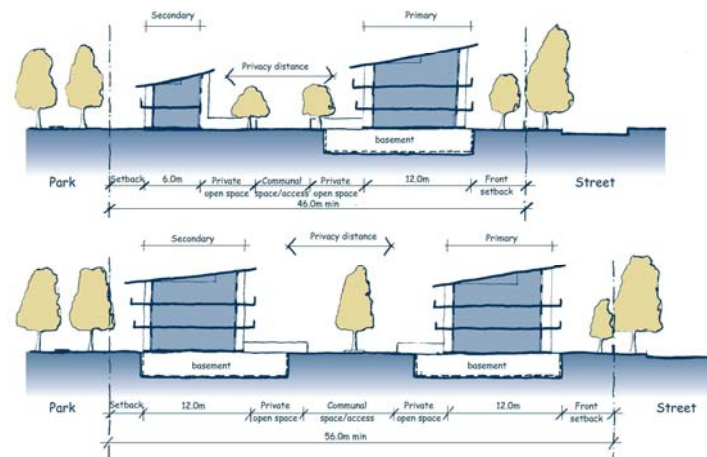 Secondary
Primary
Privacy distance
basement
Park
Setback
6.0m
Private
open space
Communal
space/access
Private
open space
12.0m
Front
setback
Street
46.0m min
Secondary
Privacy distance
Primary
basement
basement
Park
Setback
12.0m
Private
open space
Communal
space/access
Private
open space
12.0m
Front
setback
Street
56.0m min